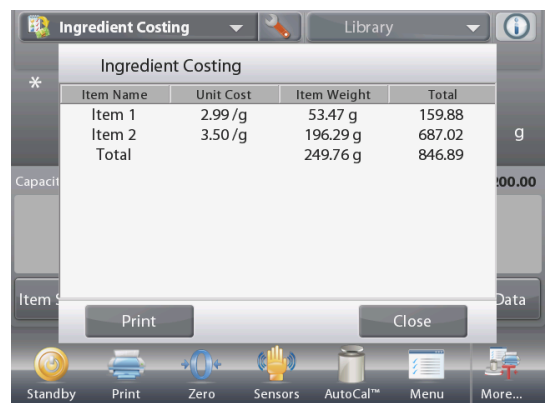 Ingredient Costing Library
Ingredient Costing
*
Item Name Unit Cost Item Weight Total
Item 1 2.99 /g 53.47 g 159.88
Item 2 3.50 /g 196.29 g 687.02
Total 249.76 g 846.89
g
Capacit 200.00
Item Data
Print Close
Standby Print Zero Sensors AutoCal™ Menu More...